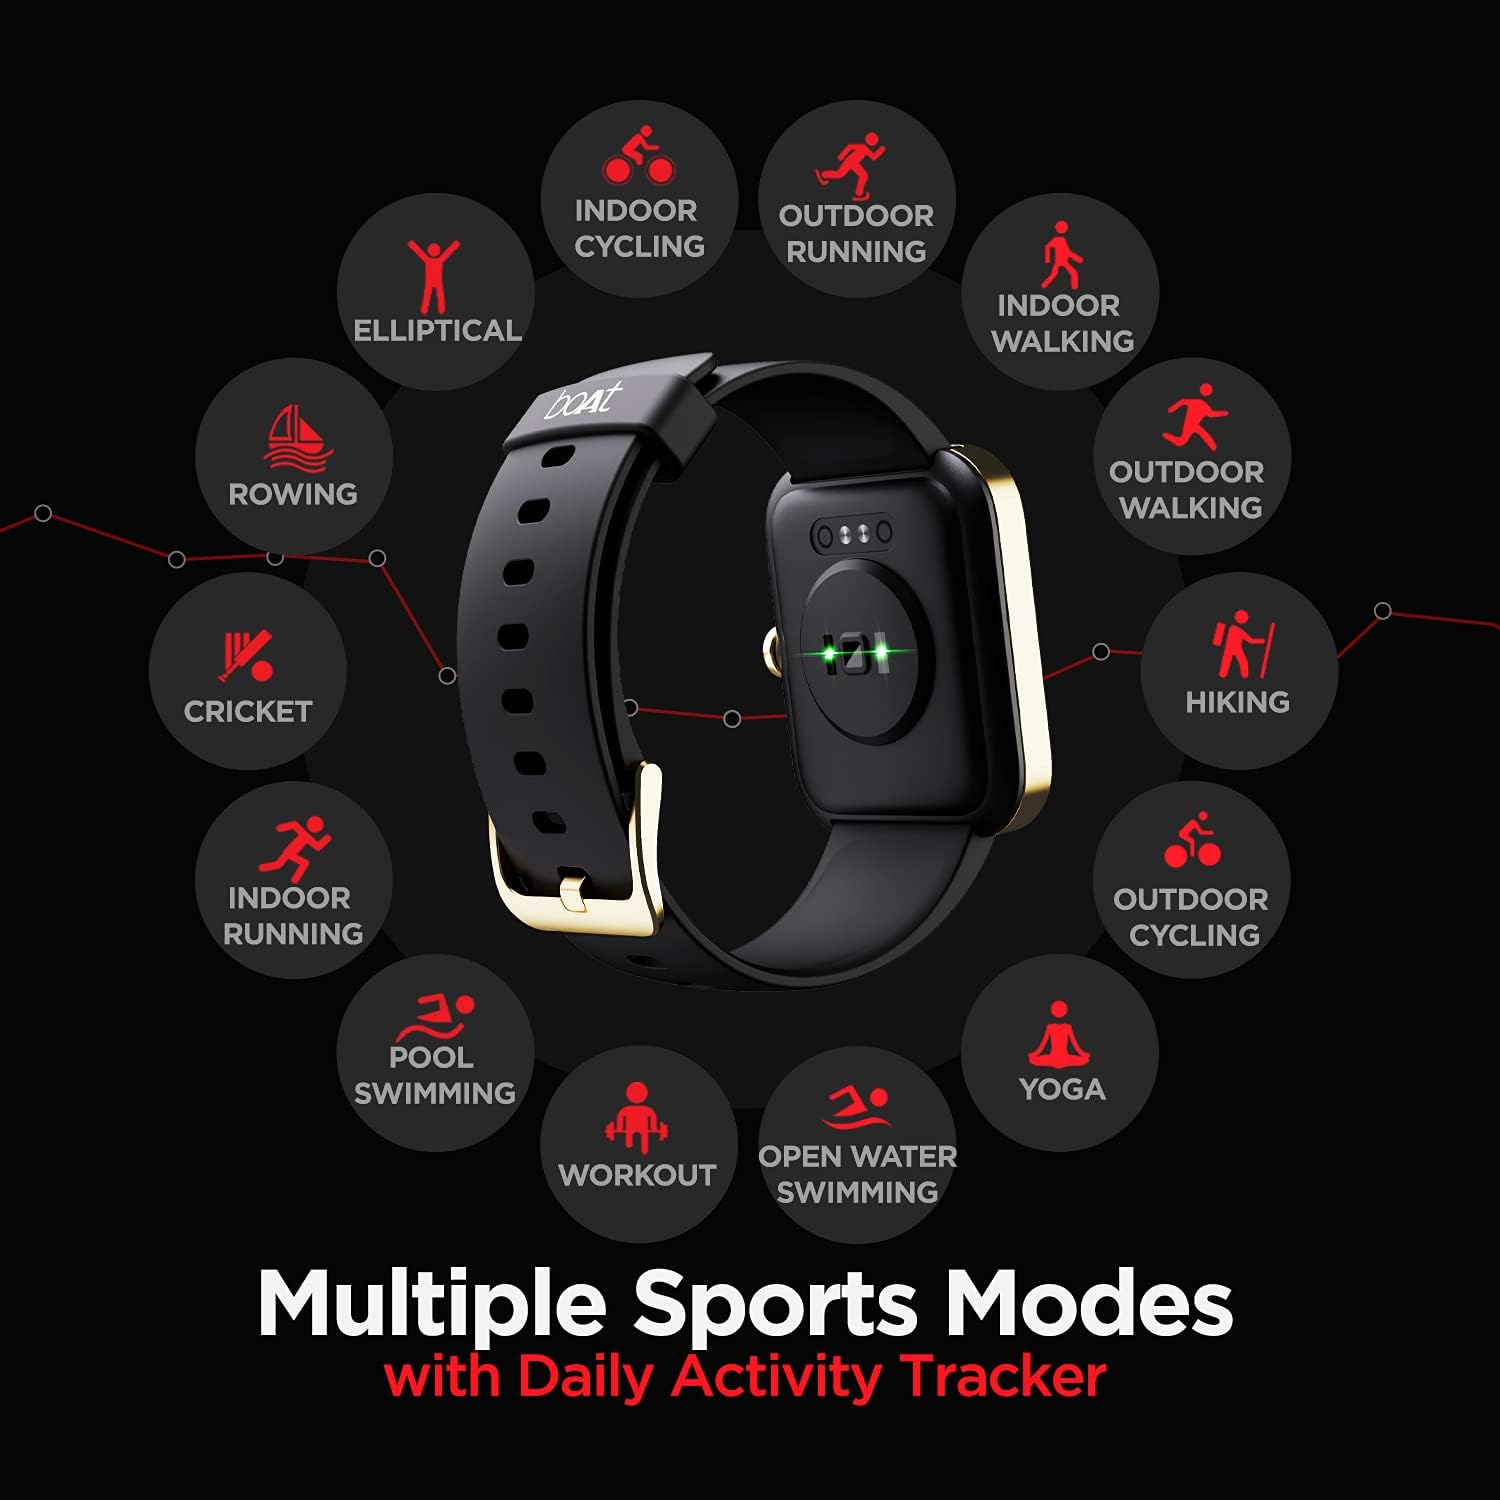 INDOOR
CYCLING
OUTDOOR
RUNNING
ELLIPTICAL
INDOOR
WALKING
boAt
ROWING
OUTDOOR
WALKING
CRICKET
HIKING
INDOOR
RUNNING
OUTDOOR
CYCLING
POOL
SWIMMING
YOGA
WORKOUT
OPEN WATER
SWIMMING
Multiple Sports Modes
with Daily Activity Tracker